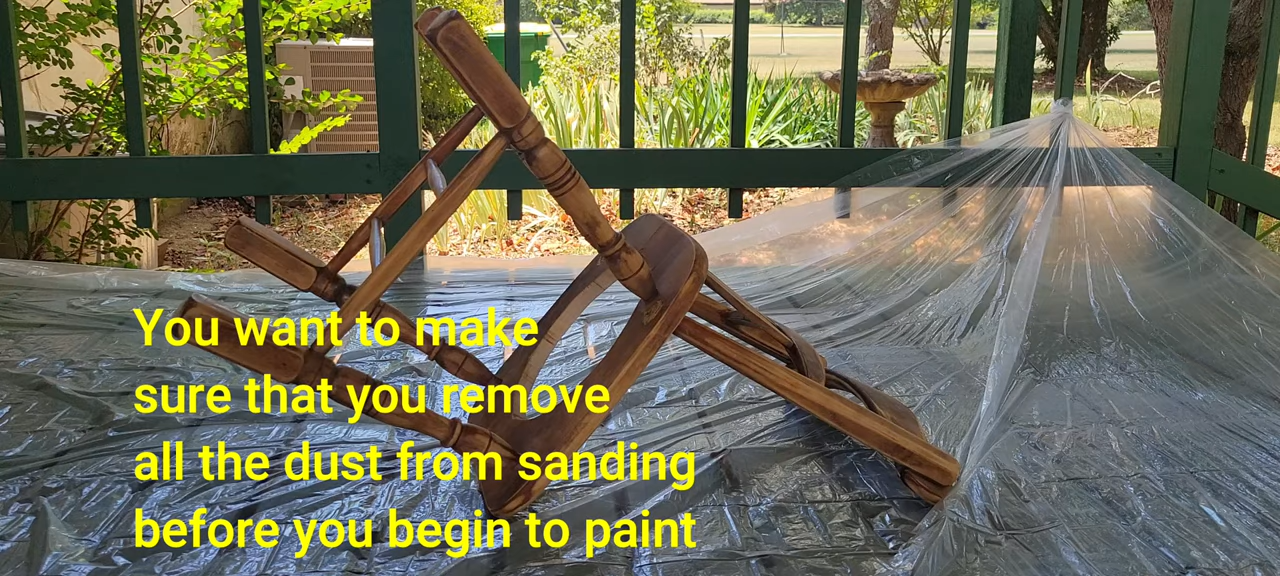 You want to make
sure that you remove
all the dust from sanding
before you begin to paint